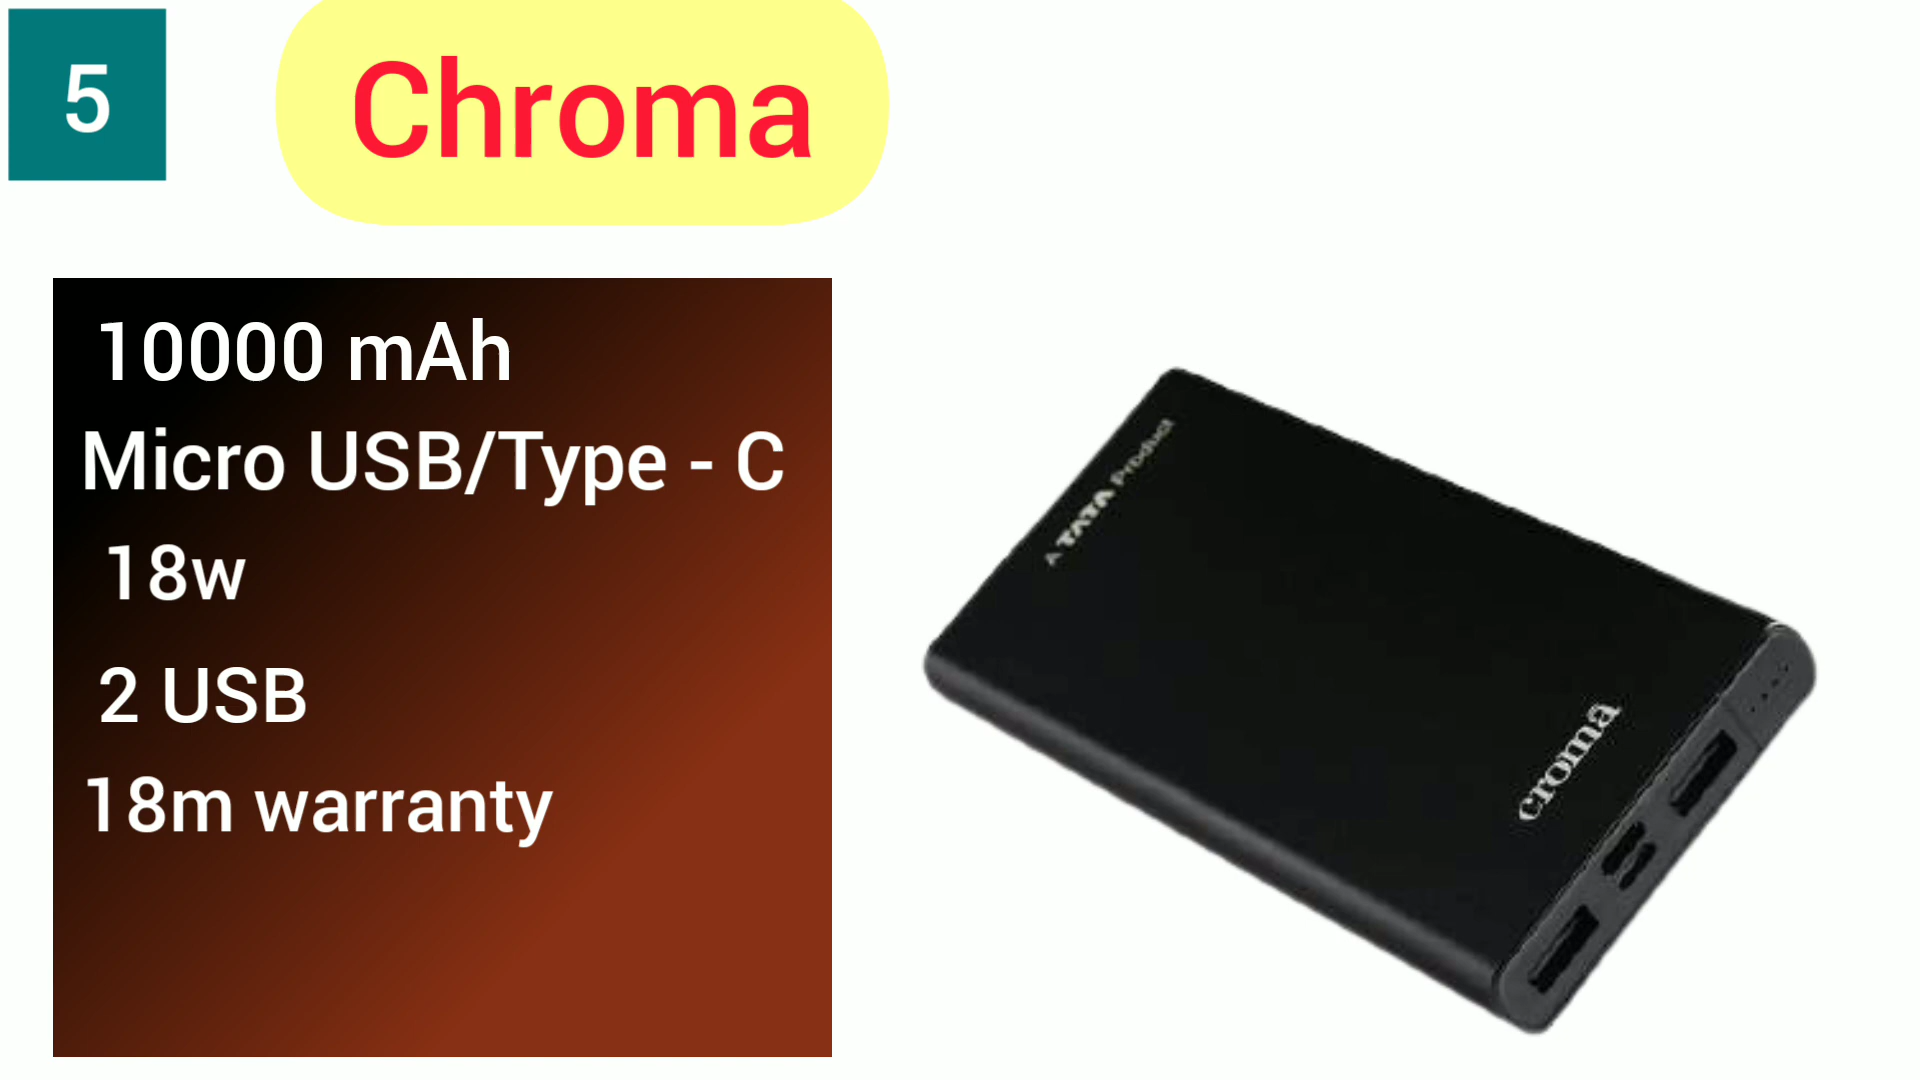 5
Chroma
10000 mAh
Micro USB/Type - C
18w
2 USB
18m warranty
A TATA Product
croma